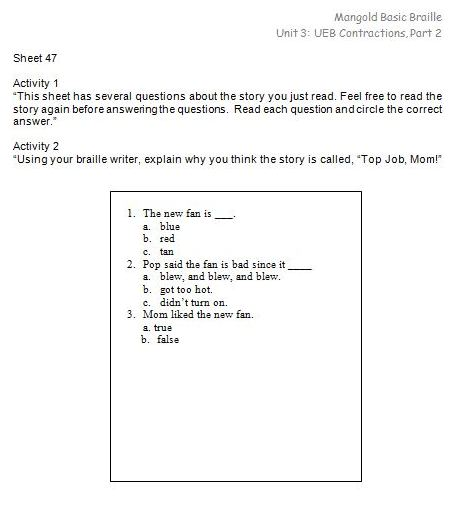 Mangold Basic Braille
Unit 3: UEB Contractions, Part 2
Sheet 47
Activity 1
"This sheet has several questions about the story you just read. Feel free to read the
story again before answering the questions. Read each question and circle the correct
answer."
Activity 2
"Using your braille writer, explain why you think the story is called, "Top Job, Mom!"
1. The new fan is ___.
a. blue
b. red
c. tan
2. Pop said the fan is bad since it ____
a. blew, and blew, and blew.
b. got too hot.
c. didn't turn on.
3. Mom liked the new fan.
a. true
b. false